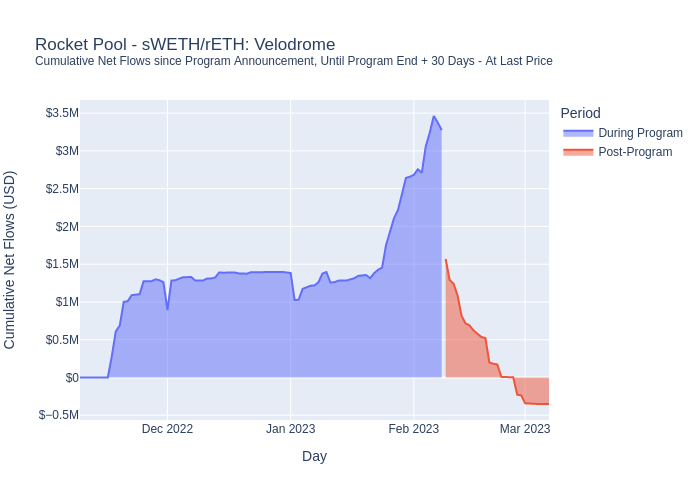 Rocket Pool - sWETH/rETH: Velodrome
Cumulative Net Flows since Program Announcement, Until Program End + 30 Days - At Last Price
Period
During Program
Post-Program
Cumulative Net Flows (USD)
$3.5M
$3M
$2.5M
$2M
$1.5M
$1M
$0.5M
$0
$−0.5M
Dec 2022
Jan 2023
Feb 2023
Mar 2023
Day